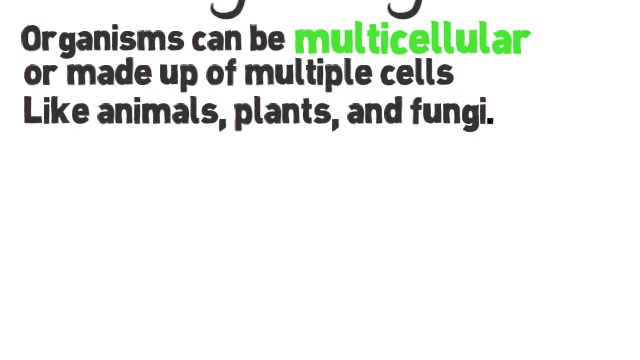 Organisms can be multicellular
or made up of multiple cells
Like animals, plants, and fungi.